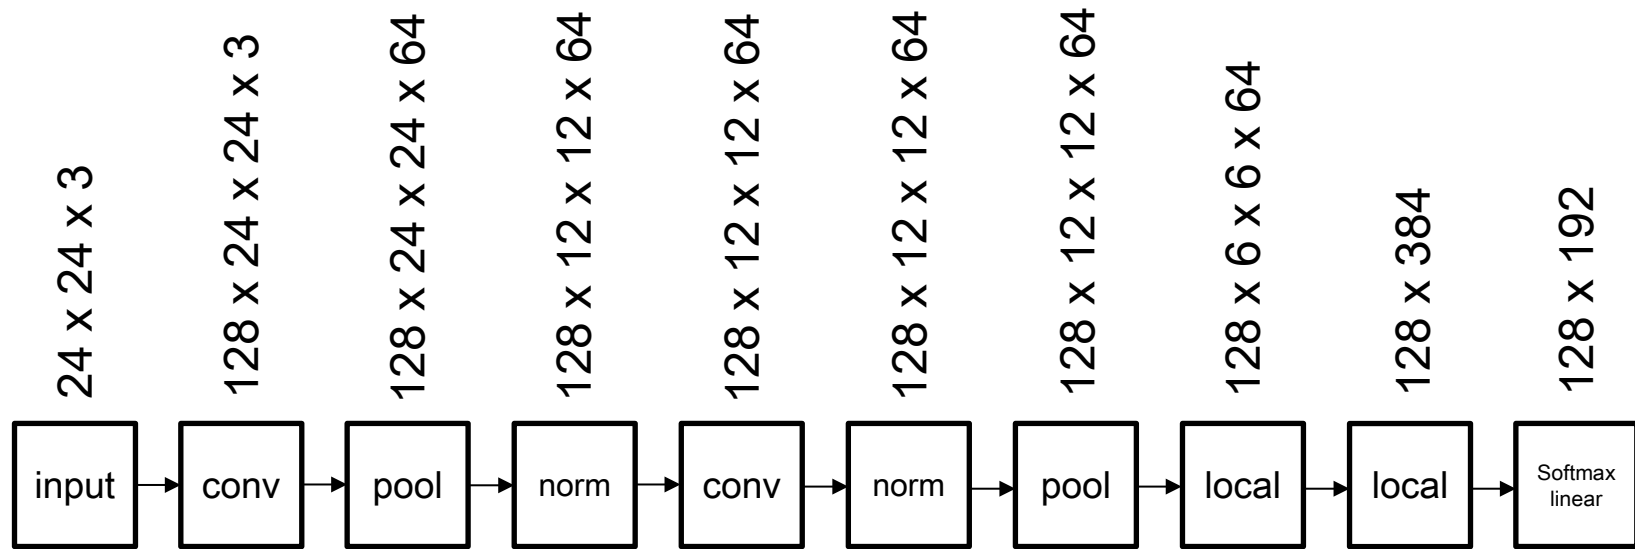 24 x 24 x 3
128 x 24 x 24 x 3
128 x 24 x 24 x 64
128 x 12 x 12 x 64
128 x 12 x 12 x 64
128 x 12 x 12 x 64
128 x 12 x 12 x 64
128 x 6 x 6 x 64
128 x 384
128 x 192
input
conv
pool
norm
conv
norm
pool
local
local
Softmax
linear